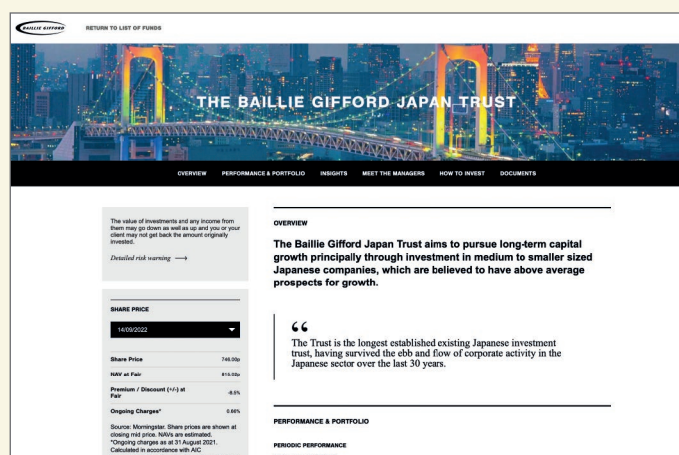 BAILLIE GIFFORD
RETURN TO LIST OF FUNDS
THE BAILLIE GIFFORD JAPAN TRUST
OVERVIEW PERFORMANCE & PORTFOLIO INSIGHTS MEET THE MANAGERS HOW TO INVEST DOCUMENTS
The value of investments and any income from
them may go down as well as up and you or your
client may not get back the amount originally
invested.
Detailed risk warning →
SHARE PRICE
14/09/2022
Share Price 746.00p
NAV at Fair
Premium / Discount (+/-) at
Fair
Ongoing Charges* 0.66%
Source: Morningstar. Share prices are shown at
closing mid price. NAVs are estimated.
*Ongoing charges as at 31 August 2021.
Calculated in accordance with AIC
OVERVIEW
The Baillie Gifford Japan Trust aims to pursue long-term capital
growth principally through investment in medium to smaller sized
Japanese companies, which are believed to have above average
prospects for growth.
“
The Trust is the longest established existing Japanese investment
trust, having survived the ebb and flow of corporate activity in the
Japanese sector over the last 30 years.
PERFORMANCE & PORTFOLIO
PERIODIC PERFORMANCE